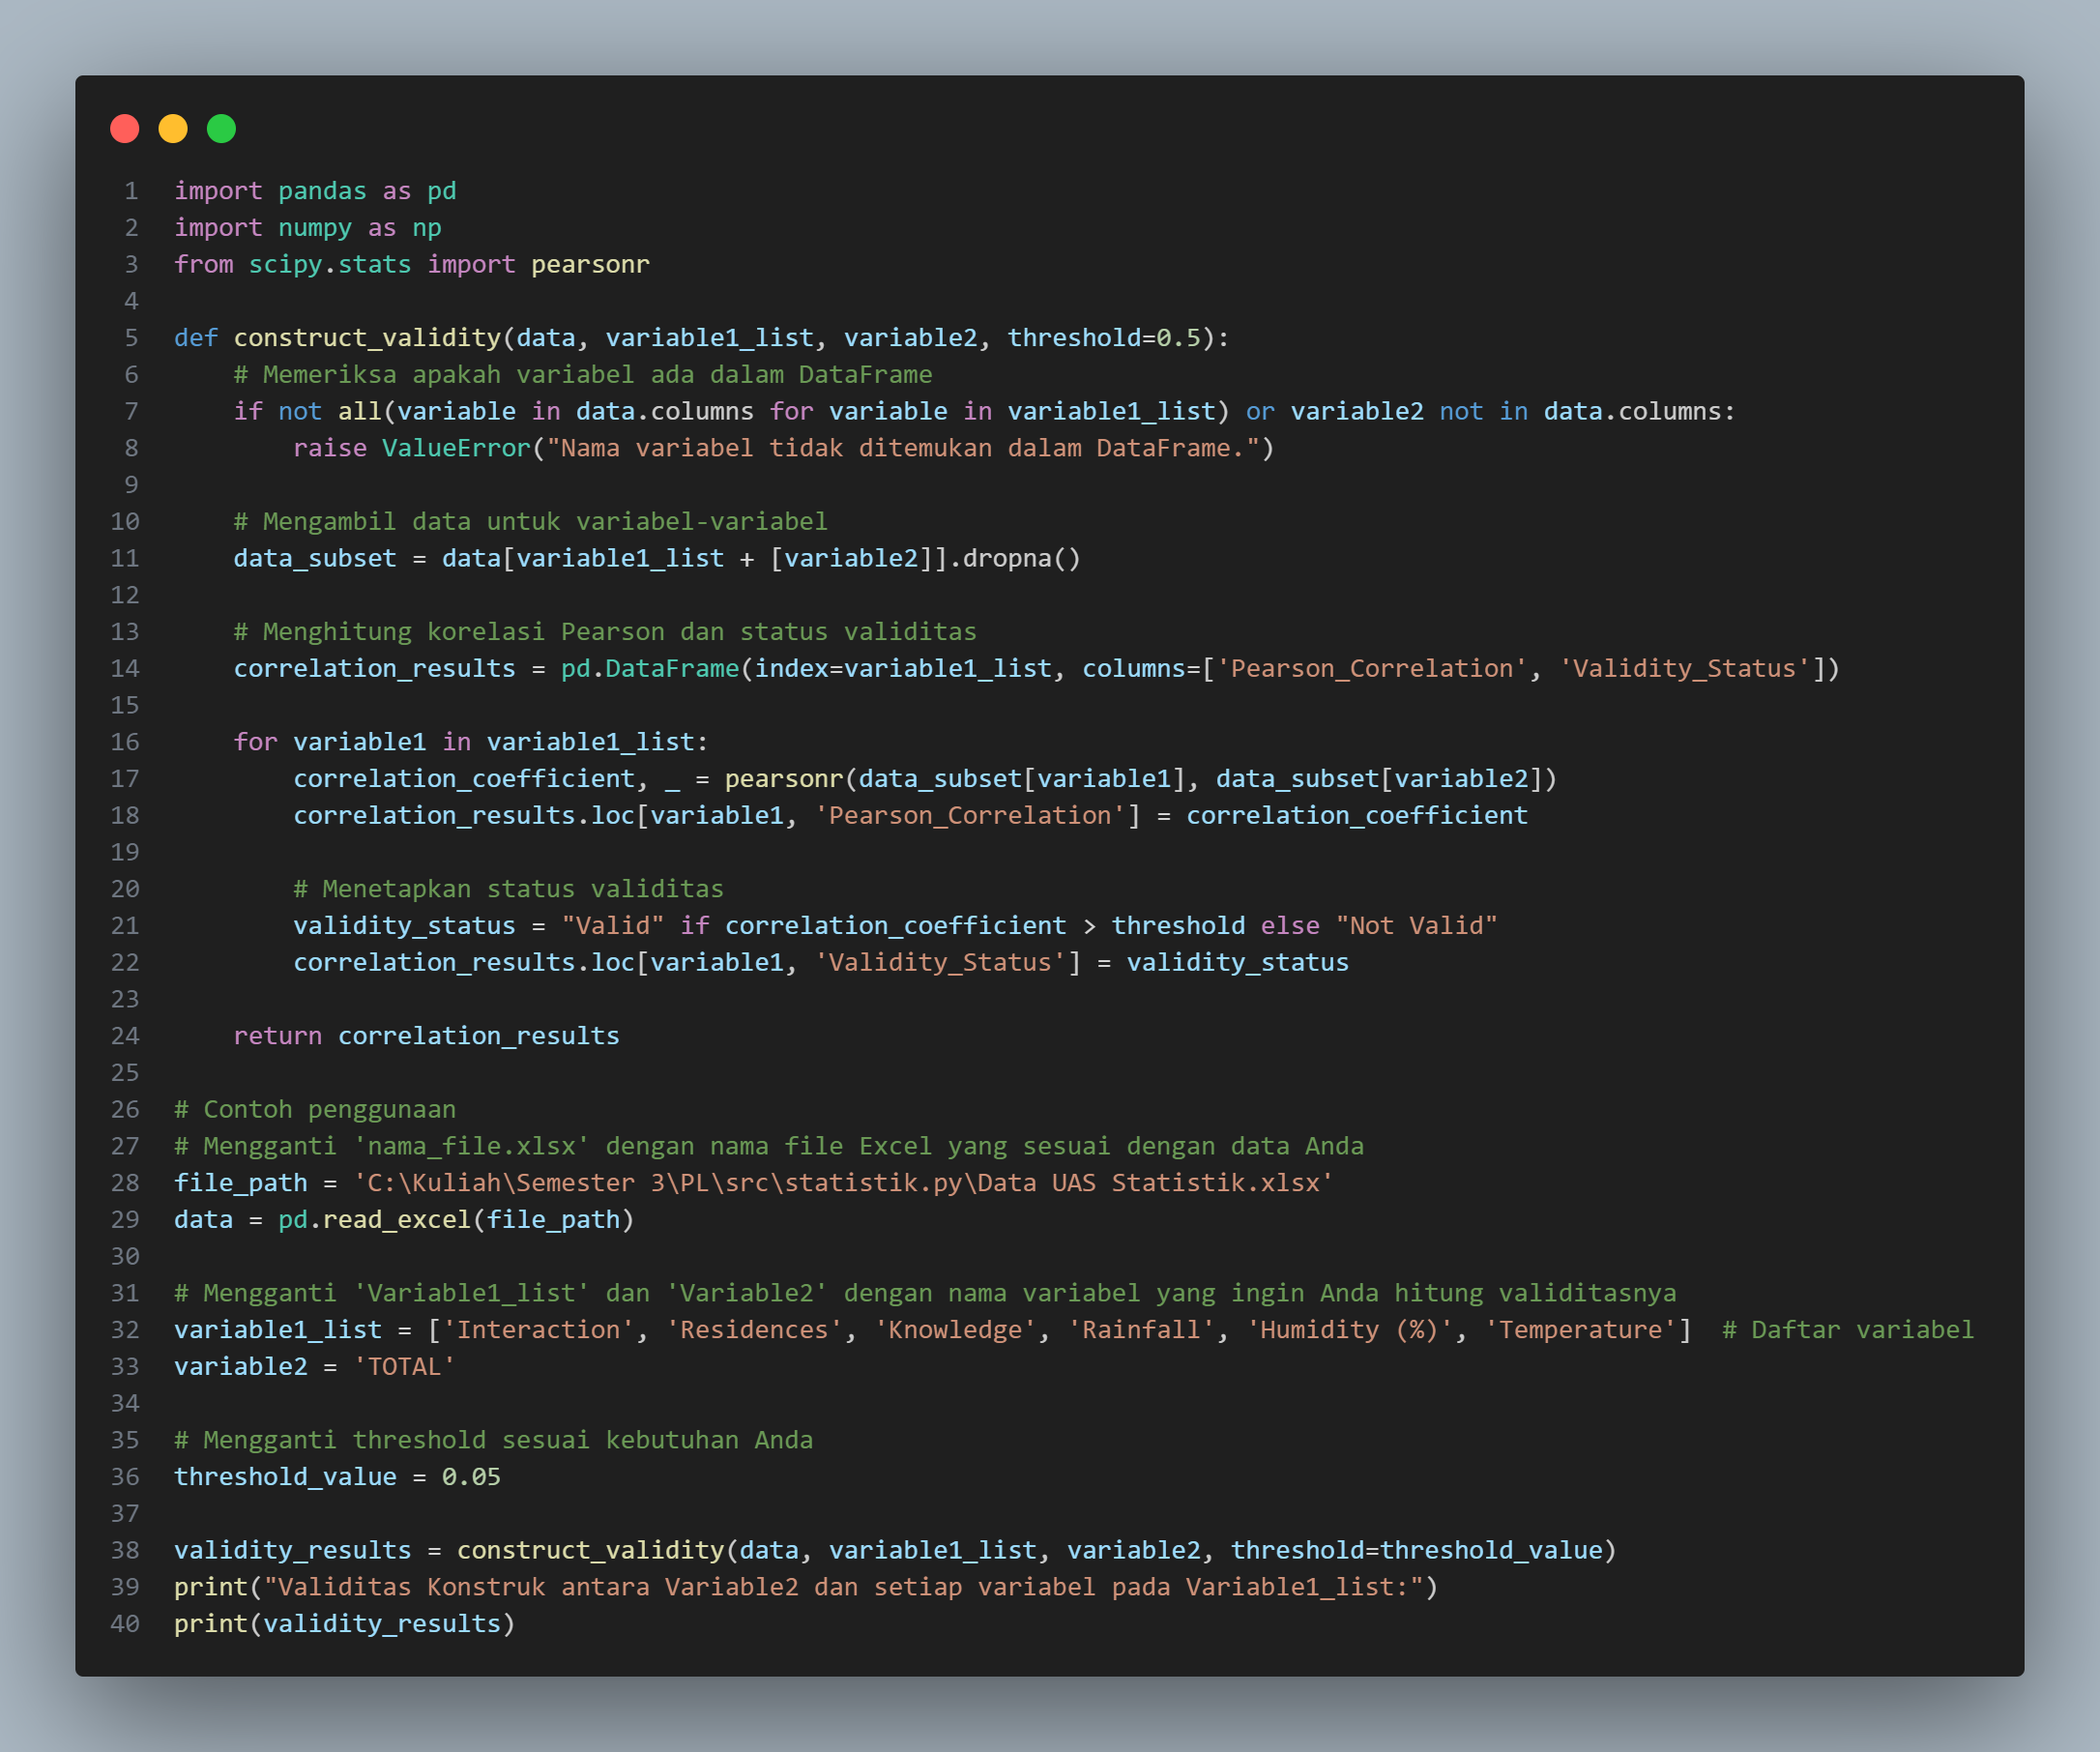 1 import pandas as pd
2 import numpy as np
3 from scipy.stats import pearsonr
4
5 def construct_validity(data, variable1_list, variable2, threshold=0.5):
6     # Memeriksa apakah variabel ada dalam DataFrame
7     if not all(variable in data.columns for variable in variable1_list) or variable2 not in data.columns:
8         raise ValueError("Nama variabel tidak ditemukan dalam DataFrame.")
9
10     # Mengambil data untuk variabel-variabel
11     data_subset = data[variable1_list + [variable2]].dropna()
12
13     # Menghitung korelasi Pearson dan status validitas
14     correlation_results = pd.DataFrame(index=variable1_list, columns=['Pearson_Correlation', 'Validity_Status'])
15
16     for variable1 in variable1_list:
17         correlation_coefficient, _ = pearsonr(data_subset[variable1], data_subset[variable2])
18         correlation_results.loc[variable1, 'Pearson_Correlation'] = correlation_coefficient
19
20         # Menetapkan status validitas
21         validity_status = "Valid" if correlation_coefficient > threshold else "Not Valid"
22         correlation_results.loc[variable1, 'Validity_Status'] = validity_status
23
24     return correlation_results
25
26 # Contoh penggunaan
27 # Mengganti 'nama_file.xlsx' dengan nama file Excel yang sesuai dengan data Anda
28 file_path = 'C:\Kuliah\Semester 3\PL\src\statistik.py\Data UAS Statistik.xlsx'
29 data = pd.read_excel(file_path)
30
31 # Mengganti 'Variable1_list' dan 'Variable2' dengan nama variabel yang ingin Anda hitung validitasnya
32 variable1_list = ['Interaction', 'Residences', 'Knowledge', 'Rainfall', 'Humidity (%)', 'Temperature']  # Daftar variabel
33 variable2 = 'TOTAL'
34
35 # Mengganti threshold sesuai kebutuhan Anda
36 threshold_value = 0.05
37
38 validity_results = construct_validity(data, variable1_list, variable2, threshold=threshold_value)
39 print("Validitas Konstruk antara Variable2 dan setiap variabel pada Variable1_list:")
40 print(validity_results)